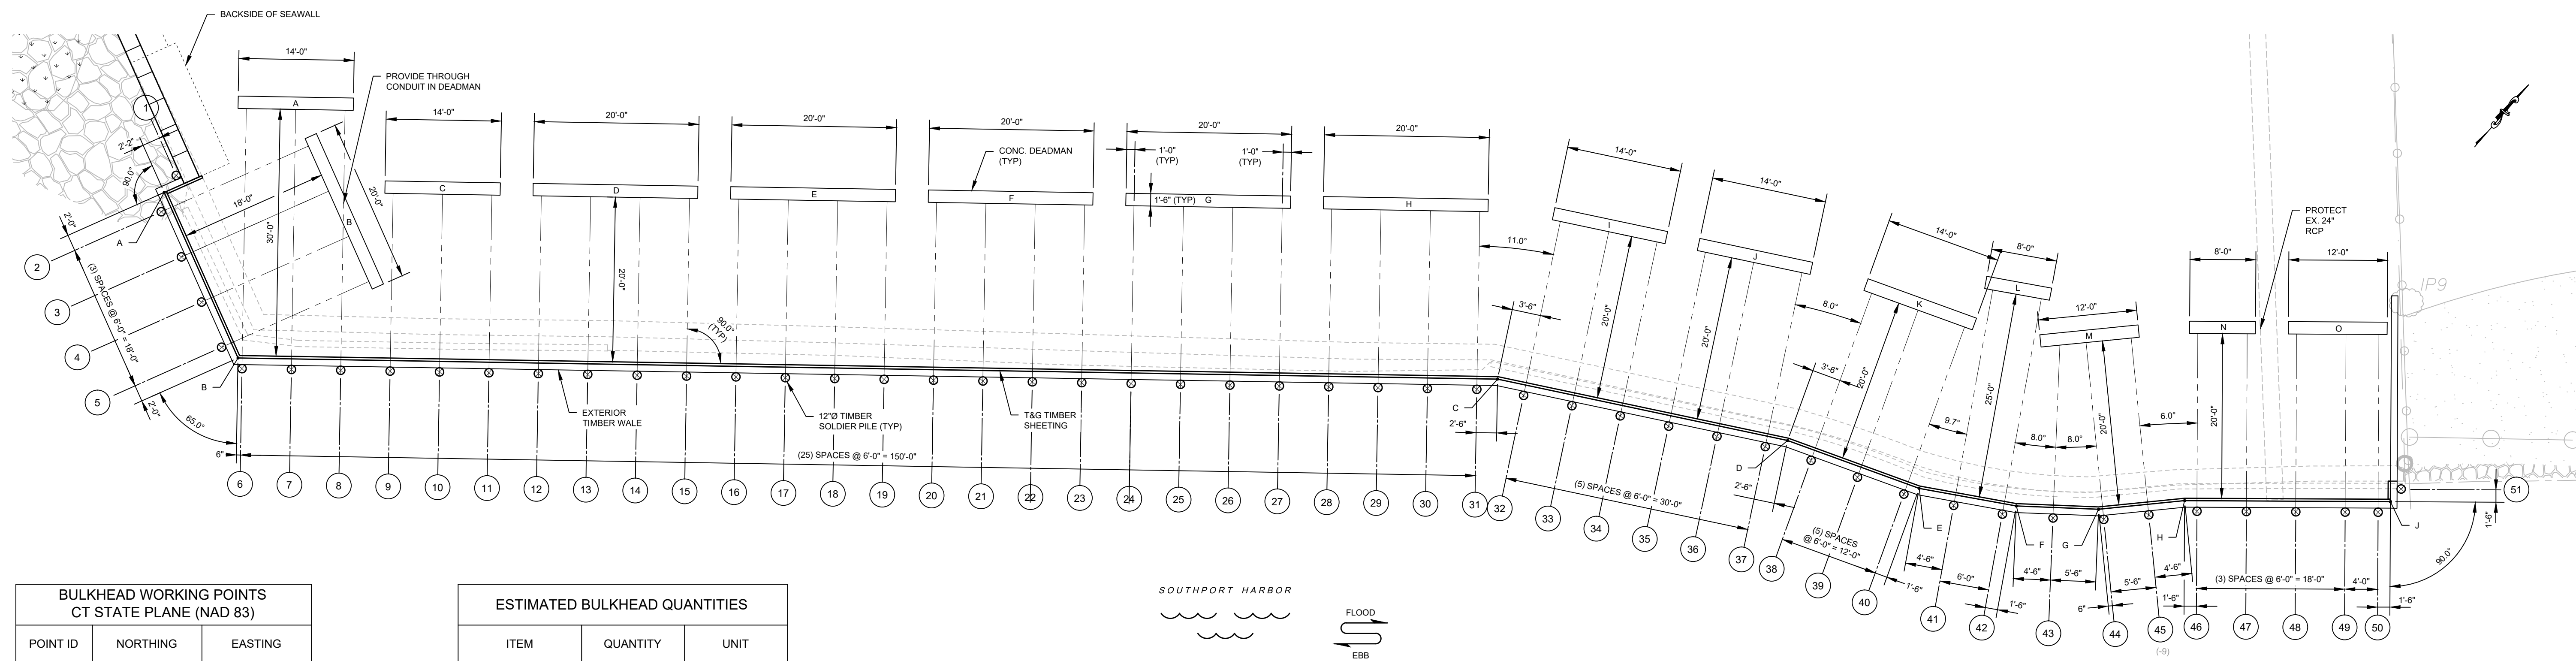 BACKSIDE OF SEAWALL
14'-0"
PROVIDE THROUGH
CONDUIT IN DEADMAN
A
1
2'-2"
90.0°
18'-0"
20'-0"
B
30'-0"
2'-0"
A
2
3
4
5
(3) SPACES @ 6'-0" = 18'-0"
2'-0"
B
65.0°
6"
14'-0"
C
20'-0"
D
20'-0"
20'-0"
E
20'-0"
F
CONC. DEADMAN
(TYP)
20'-0"
1'-0"
(TYP)
1'-0"
(TYP)
1'-6" (TYP)
G
20'-0"
H
90.0°
(TYP)
EXTERIOR
TIMBER WALE
12"Ø TIMBER
SOLDIER PILE (TYP)
T&G TIMBER
SHEETING
(25) SPACES @ 6'-0" = 150'-0"
6
7
8
9
10
11
12
13
14
15
16
17
18
19
20
21
22
23
24
25
26
27
28
29
30
31
32
33
34
35
36
37
38
39
40
41
42
43
44
45
46
47
48
49
50
51
(-9)
11.0°
14'-0"
I
3'-6"
20'-0"
C
2'-6"
14'-0"
J
20'-0"
8.0°
(5) SPACES @ 6'-0" = 30'-0"
2'-6"
D
3'-6"
14'-0"
K
20'-0"
(5) SPACES
@ 6'-0" = 12'-0"
1'-6"
E
9.7°
8'-0"
L
25'-0"
4'-6"
6'-0"
1'-6"
F
8.0°
8.0°
12'-0"
M
20'-0"
4'-6"
5'-6"
G
6"
5'-6"
4'-6"
H
6.0°
8'-0"
N
20'-0"
1'-6"
(3) SPACES @ 6'-0" = 18'-0"
4'-0"
1'-6"
12'-0"
O
PROTECT
EX. 24"
RCP
IP9
J
1'-6"
90.0°
BULKHEAD WORKING POINTS
CT STATE PLANE (NAD 83)
POINT ID NORTHING EASTING
ESTIMATED BULKHEAD QUANTITIES
ITEM QUANTITY UNIT
SOUTHPORT HARBOR
FLOOD
EBB